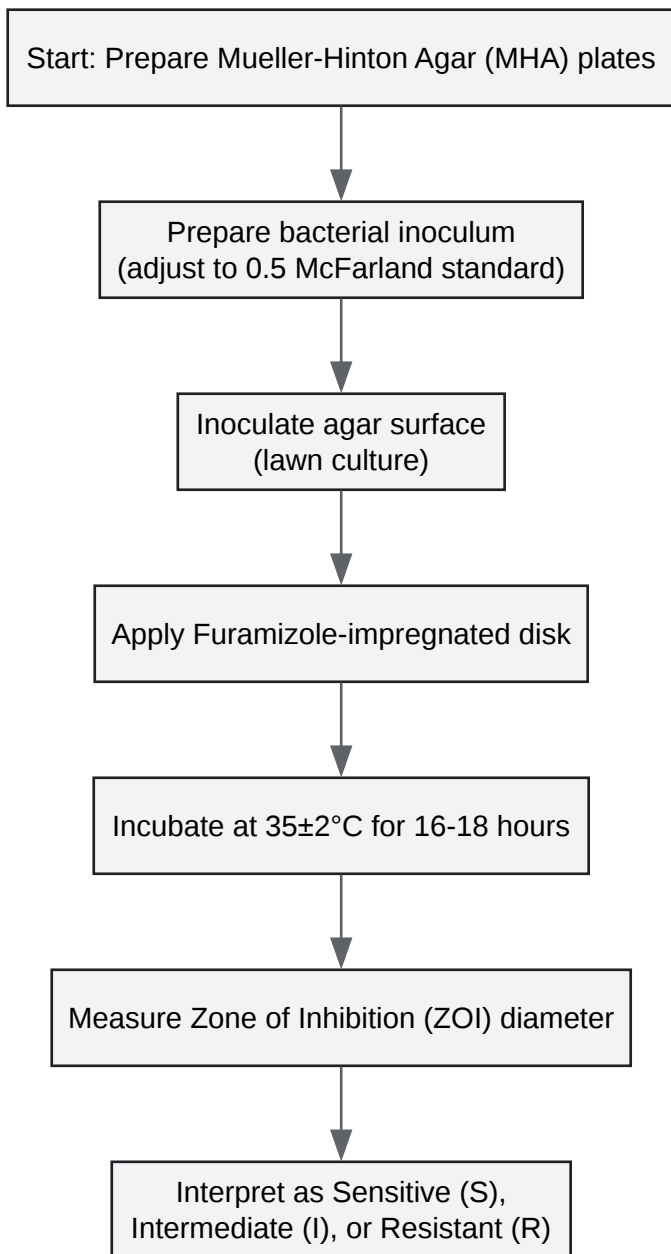 Start: Prepare Mueller-Hinton Agar (MHA) plates
Prepare bacterial inoculum
(adjust to 0.5 McFarland standard)
Inoculate agar surface
(lawn culture)
Apply Furamizole-impregnated disk
Incubate at 35±2°C for 16-18 hours
Measure Zone of Inhibition (ZOI) diameter
Interpret as Sensitive (S),
Intermediate (I), or Resistant (R)